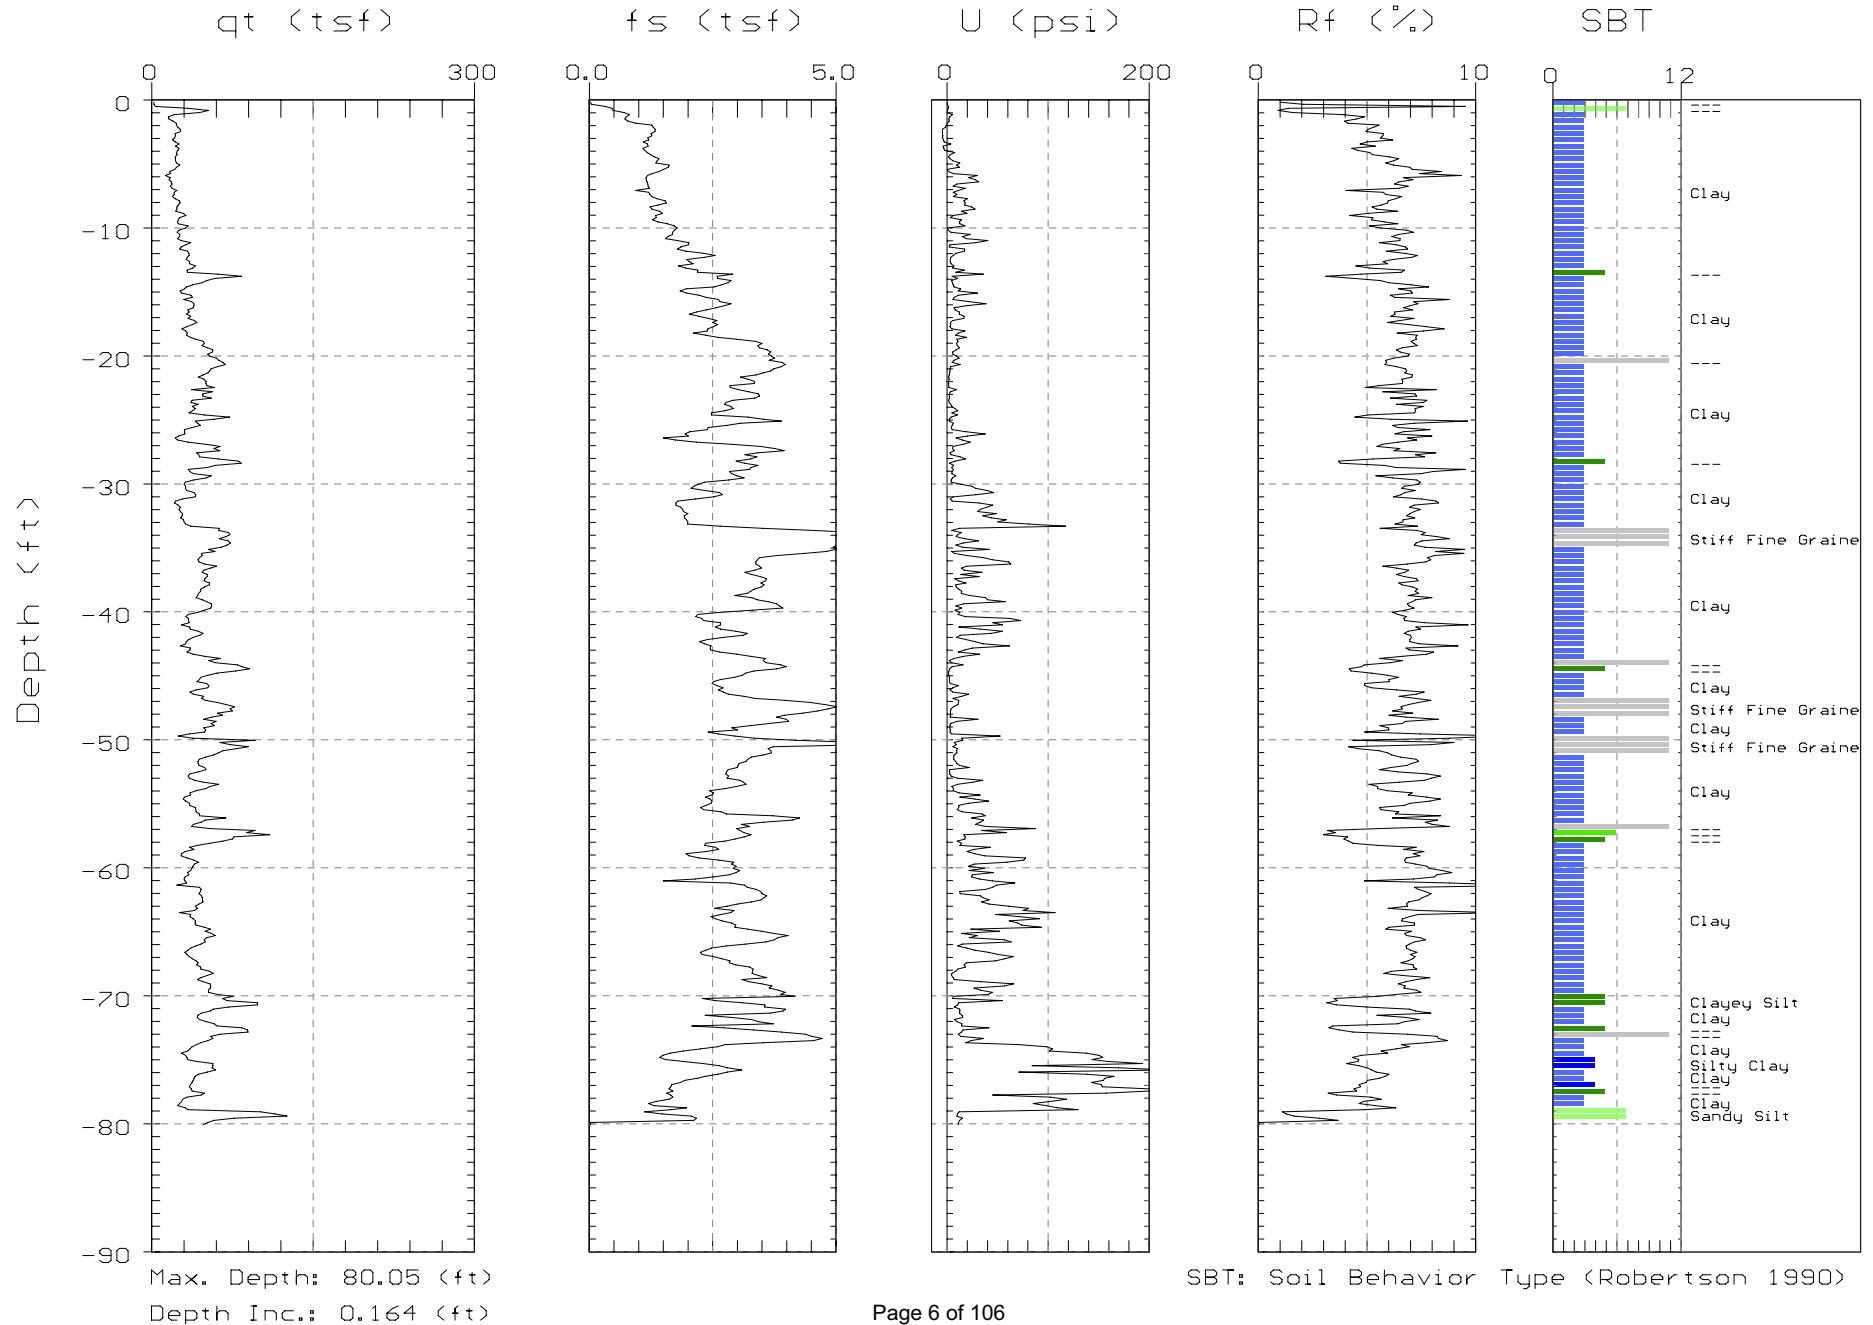 qt (tsf) fs (tsf) U (psi) Rf (%) SBT
0 300 0.0 5.0 0 200 0 10 0 12
0
---
---
Clay
-10
---
Clay
-20
---
Clay
---
-30
Clay
Stiff Fine Graine
Depth (ft)
Clay
-40
---
---
Clay
Stiff Fine Graine
Clay
-50
Stiff Fine Graine
Clay
---
---
---
-60
Clay
-70
Clayey Silt
Clay
---
---
Clay
Silty Clay
Clay
---
---
Clay
Sandy Silt
-80
-90
Max. Depth: 80.05 (ft) SBT: Soil Behavior Type (Robertson 1990)
Depth Inc.: 0.164 (ft)
Page 6 of 106